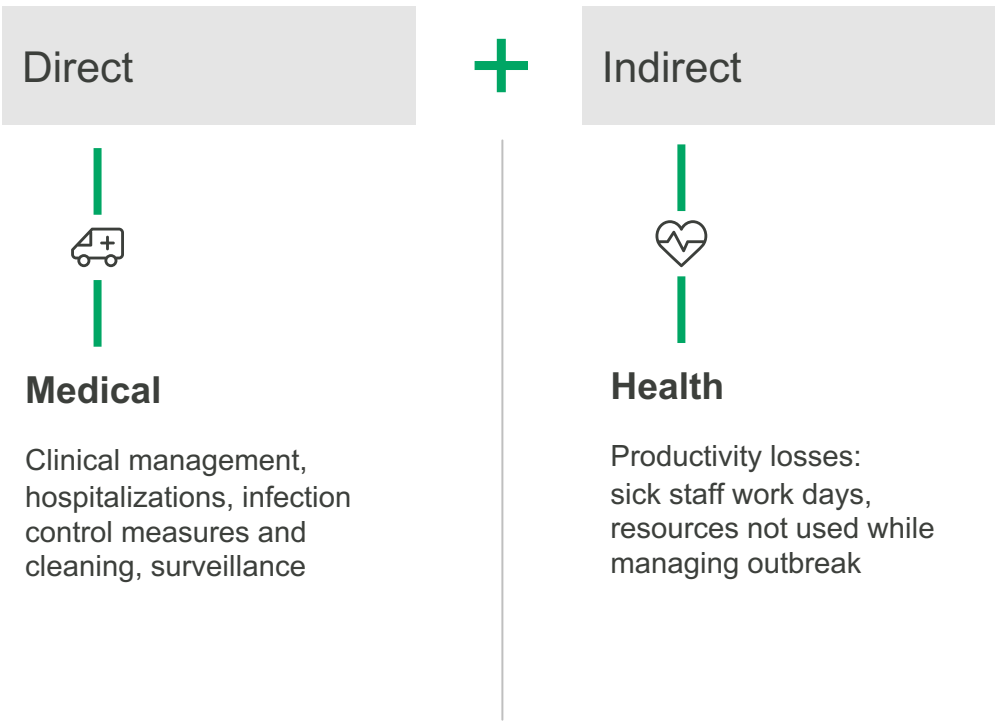 Direct
Indirect
Medical
Clinical management,
hospitalizations, infection
control measures and
cleaning, surveillance
Health
Productivity losses:
sick staff work days,
resources not used while
managing outbreak